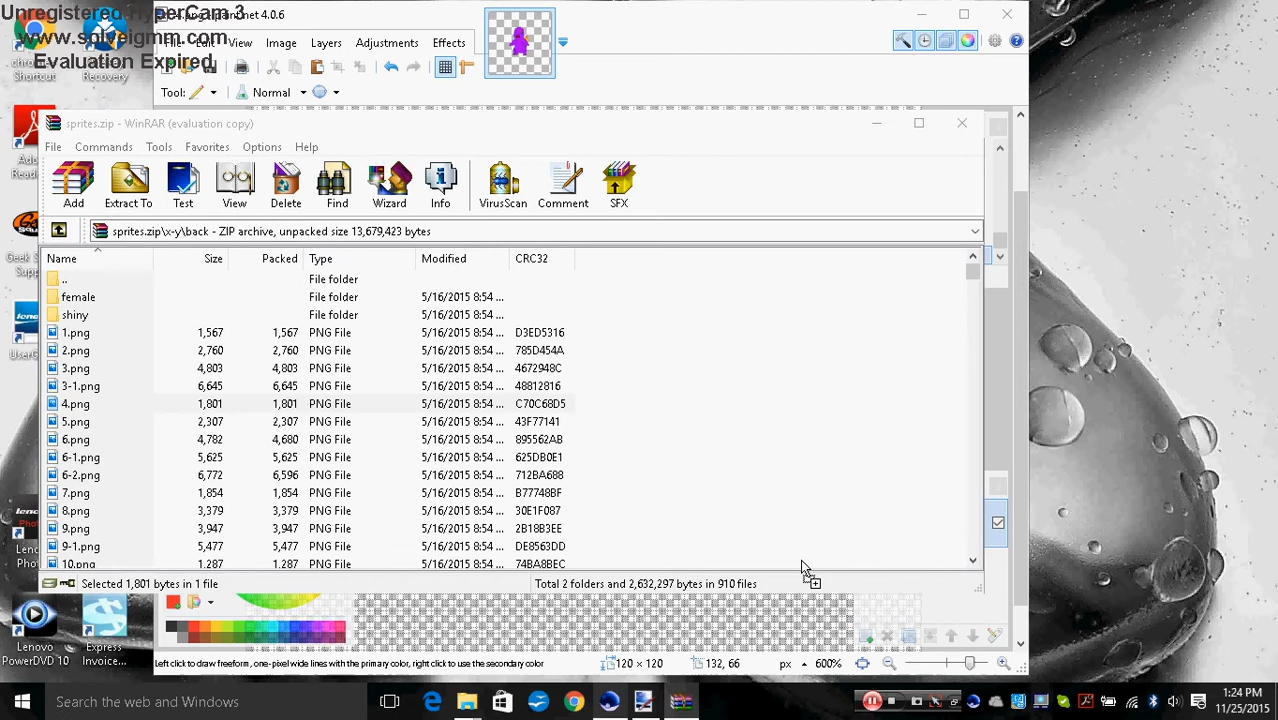 Unregistered HyperCam 3
www.solveigmm.com
Evaluation Expired
4.png - paint.net 4.0.6
View Image Layers Adjustments Effects
Shortcut
Recovery
Tool: Normal
sprites.zip - WinRAR (evaluation copy)
File Commands Tools Favorites Options Help
Add Extract To Test View Delete Find Wizard Info VirusScan Comment SFX
sprites.zip\x-y\back - ZIP archive, unpacked size 13,679,423 bytes
Name Size Packed Type Modified CRC32
.. File folder
female File folder 5/16/2015 8:54 ...
shiny File folder 5/16/2015 8:54 ...
1.png 1,567 1,567 PNG File 5/16/2015 8:54 ... D3ED5316
2.png 2,760 2,760 PNG File 5/16/2015 8:54 ... 785D454A
3.png 4,803 4,803 PNG File 5/16/2015 8:54 ... 4672948C
3-1.png 6,645 6,645 PNG File 5/16/2015 8:54 ... 48812816
4.png 1,801 1,801 PNG File 5/16/2015 8:54 ... C70C68D5
5.png 2,307 2,307 PNG File 5/16/2015 8:54 ... 43F77141
6.png 4,782 4,680 PNG File 5/16/2015 8:54 ... 895562AB
6-1.png 5,625 5,625 PNG File 5/16/2015 8:54 ... 625DB0E1
6-2.png 6,772 6,596 PNG File 5/16/2015 8:54 ... 712BA688
7.png 1,854 1,854 PNG File 5/16/2015 8:54 ... B77748BF
8.png 3,379 3,379 PNG File 5/16/2015 8:54 ... 30E1F087
9.png 3,947 3,947 PNG File 5/16/2015 8:54 ... 2B18B3EE
9-1.png 5,477 5,477 PNG File 5/16/2015 8:54 ... DE8563DD
10.png 1,287 1,287 PNG File 5/16/2015 8:54 ... 74BA8BEC
Selected 1,801 bytes in 1 file Total 2 folders and 2,632,297 bytes in 910 files
Lenovo
PowerDVD 10
Express
Invoice...
Left click to draw freeform, one-pixel wide lines with the primary color, right click to use the secondary color 120 × 120 132, 66 px 600%
Search the web and Windows
1:24 PM
11/25/2015